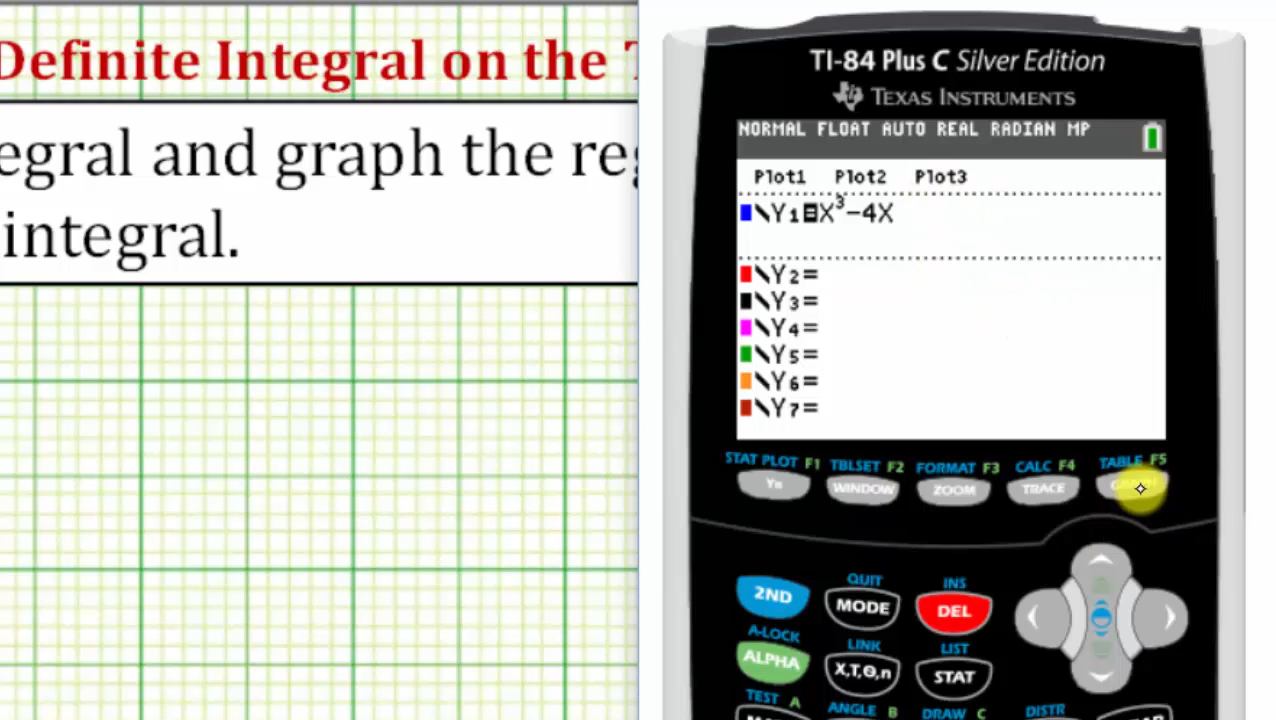 Definite Integral on the
egral and graph the re
integral.
TI-84 Plus C Silver Edition
TEXAS INSTRUMENTS
NORMAL FLOAT AUTO REAL RADIAN MP
Plot1 Plot2 Plot3
\Y1=X³-4X
\Y2=
\Y3=
\Y4=
\Y5=
\Y6=
\Y7=
STAT PLOT F1 TBLSET F2 FORMAT F3 CALC F4 TABLE F5
Y= WINDOW ZOOM TRACE
QUIT INS
2ND MODE DEL
A-LOCK LINK LIST
ALPHA X,T,Θ,n STAT
TEST A ANGLE B DRAW C DISTR